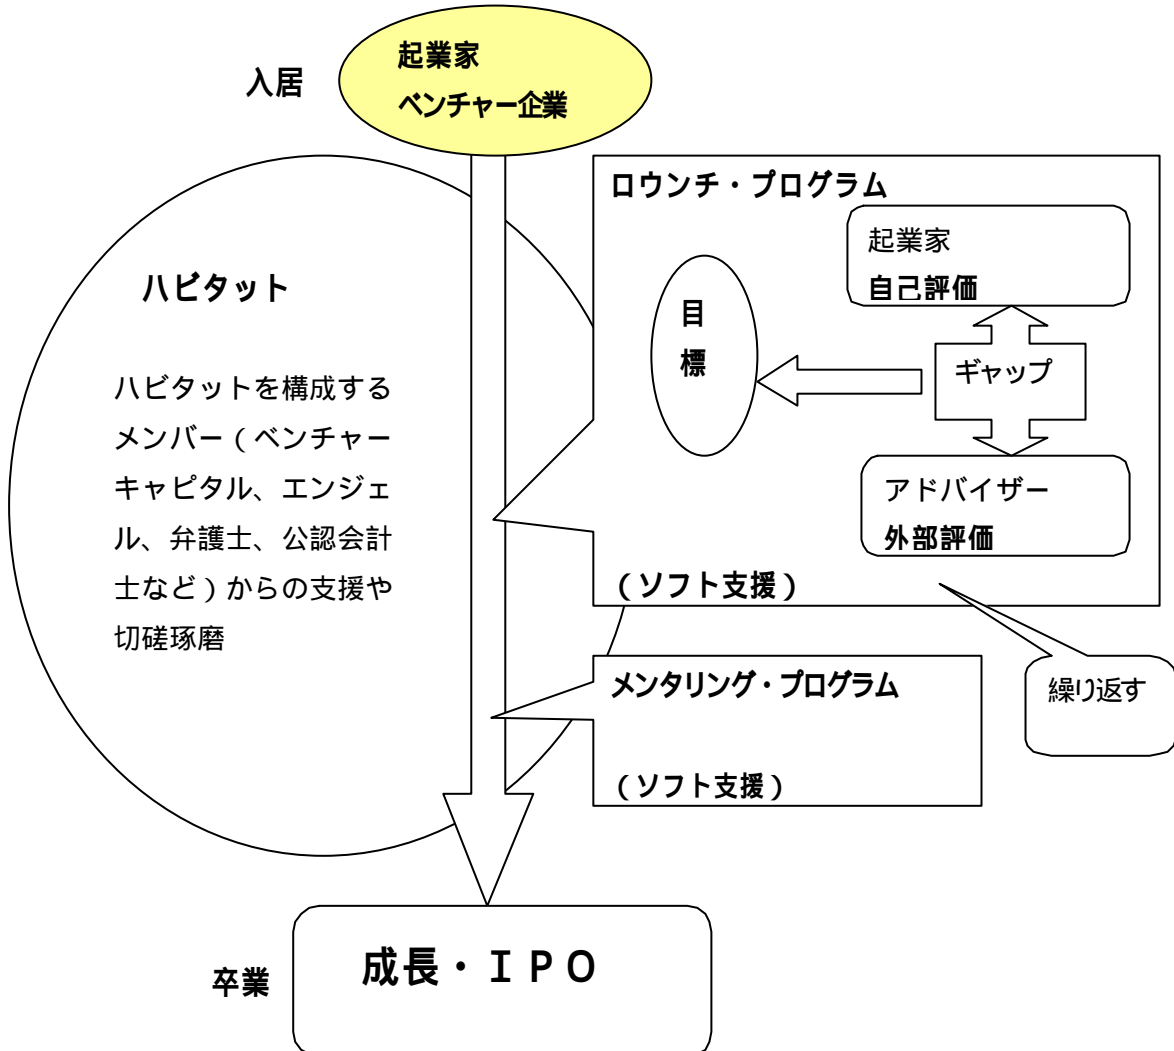 入居
起業家
ベンチャー企業
ハビタット
ハビタットを構成する
メンバー（ベンチャー
キャピタル、エンジェ
ル、弁護士、公認会計
士など）からの支援や
切磋琢磨
ロウンチ・プログラム
起業家
自己評価
目
標
ギャップ
アドバイザー
外部評価
（ソフト支援）
繰り返す
メンタリング・プログラム
（ソフト支援）
卒業
成長・ＩＰＯ